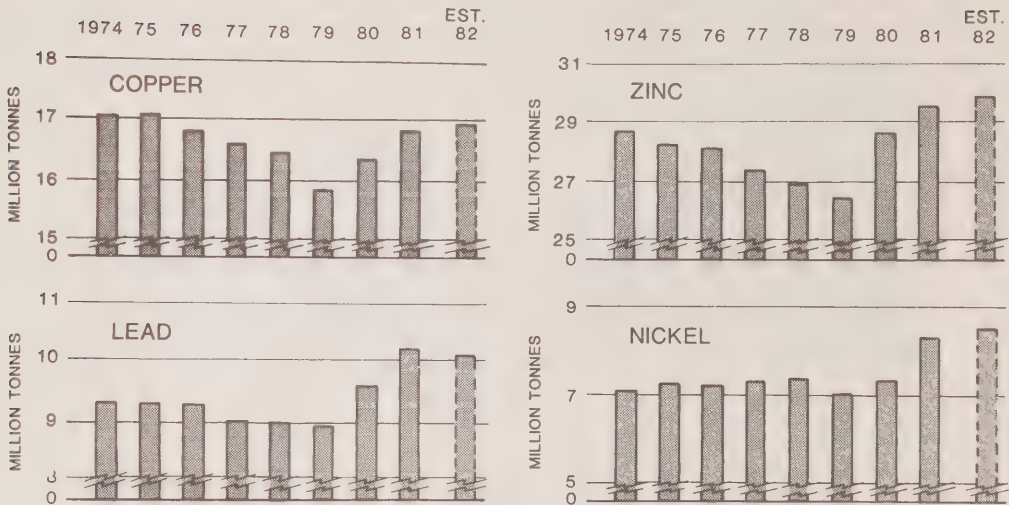 EST.
1974 75 76 77 78 79 80 81 82
COPPER
MILLION TONNES
18
17
16
15
0
EST.
1974 75 76 77 78 79 80 81 82
ZINC
MILLION TONNES
31
29
27
25
0
LEAD
MILLION TONNES
11
10
9
0
NICKEL
MILLION TONNES
9
7
5
0